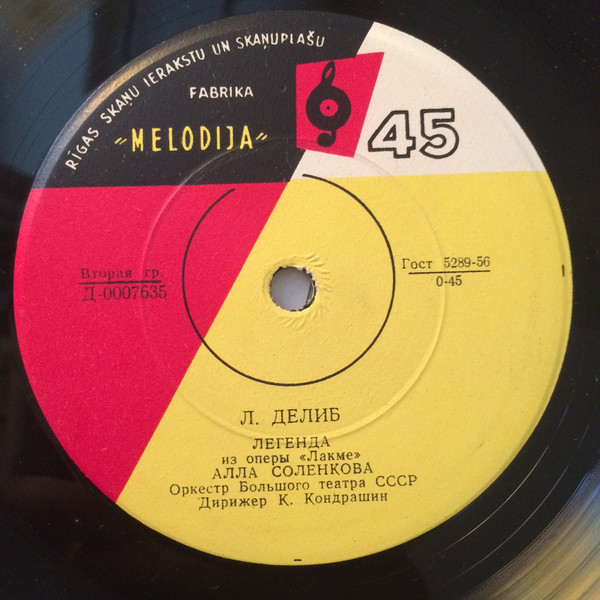 RĪGAS SKAŅU IERAKSTU UN SKAŅUPLAŠU
FABRIKA
„MELODIJA"
45
Вторая гр.
Д-0007635
Гост 5289-56
0-45
Л. ДЕЛИБ
ЛЕГЕНДА
из оперы «Лакме»
АЛЛА СОЛЕНКОВА
Оркестр Большого театра СССР
Дирижер К. Кондрашин